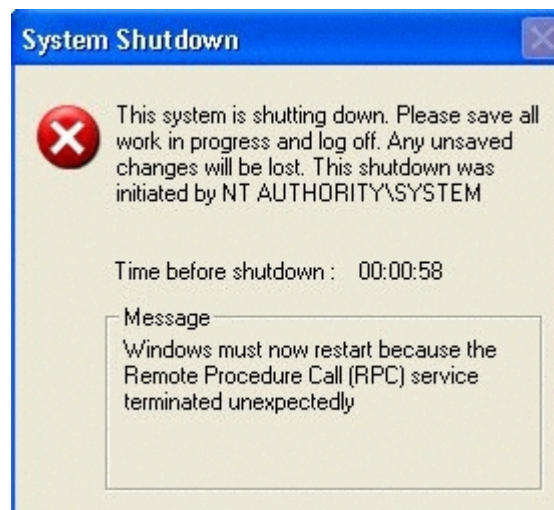 System Shutdown
This system is shutting down. Please save all
work in progress and log off. Any unsaved
changes will be lost. This shutdown was
initiated by NT AUTHORITY\SYSTEM
Time before shutdown : 00:00:58
Message
Windows must now restart because the
Remote Procedure Call (RPC) service
terminated unexpectedly